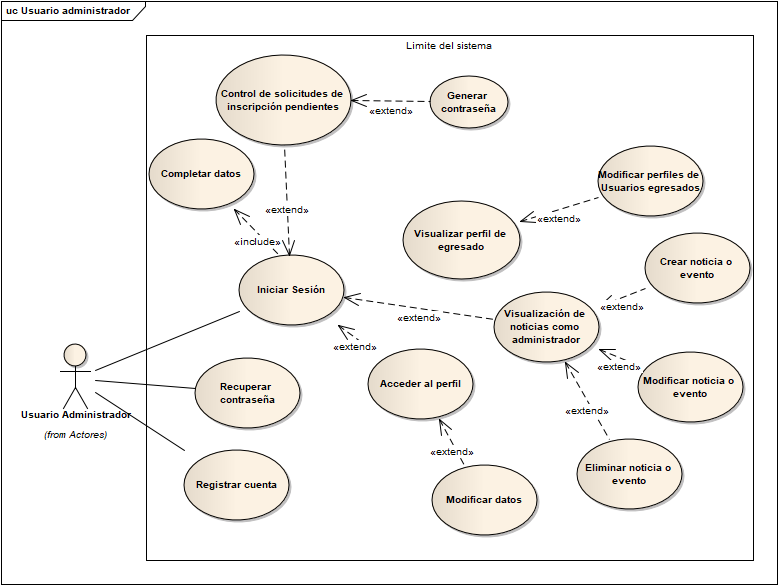 uc Usuario administrador
Limite del sistema
Control de solicitudes de
inscripción pendientes
Generar
contraseña
«extend»
Completar datos
Modificar perfiles de
Usuarios egresados
«extend»
«extend»
Visualizar perfil de
egresado
«include»
Crear noticia o
evento
Iniciar Sesión
«extend»
Visualización de
noticias como
administrador
«extend»
«extend»
«extend»
Recuperar
contraseña
Acceder al perfil
Modificar noticia o
evento
Usuario Administrador
(from Actores)
«extend»
«extend»
Registrar cuenta
Eliminar noticia o
evento
Modificar datos